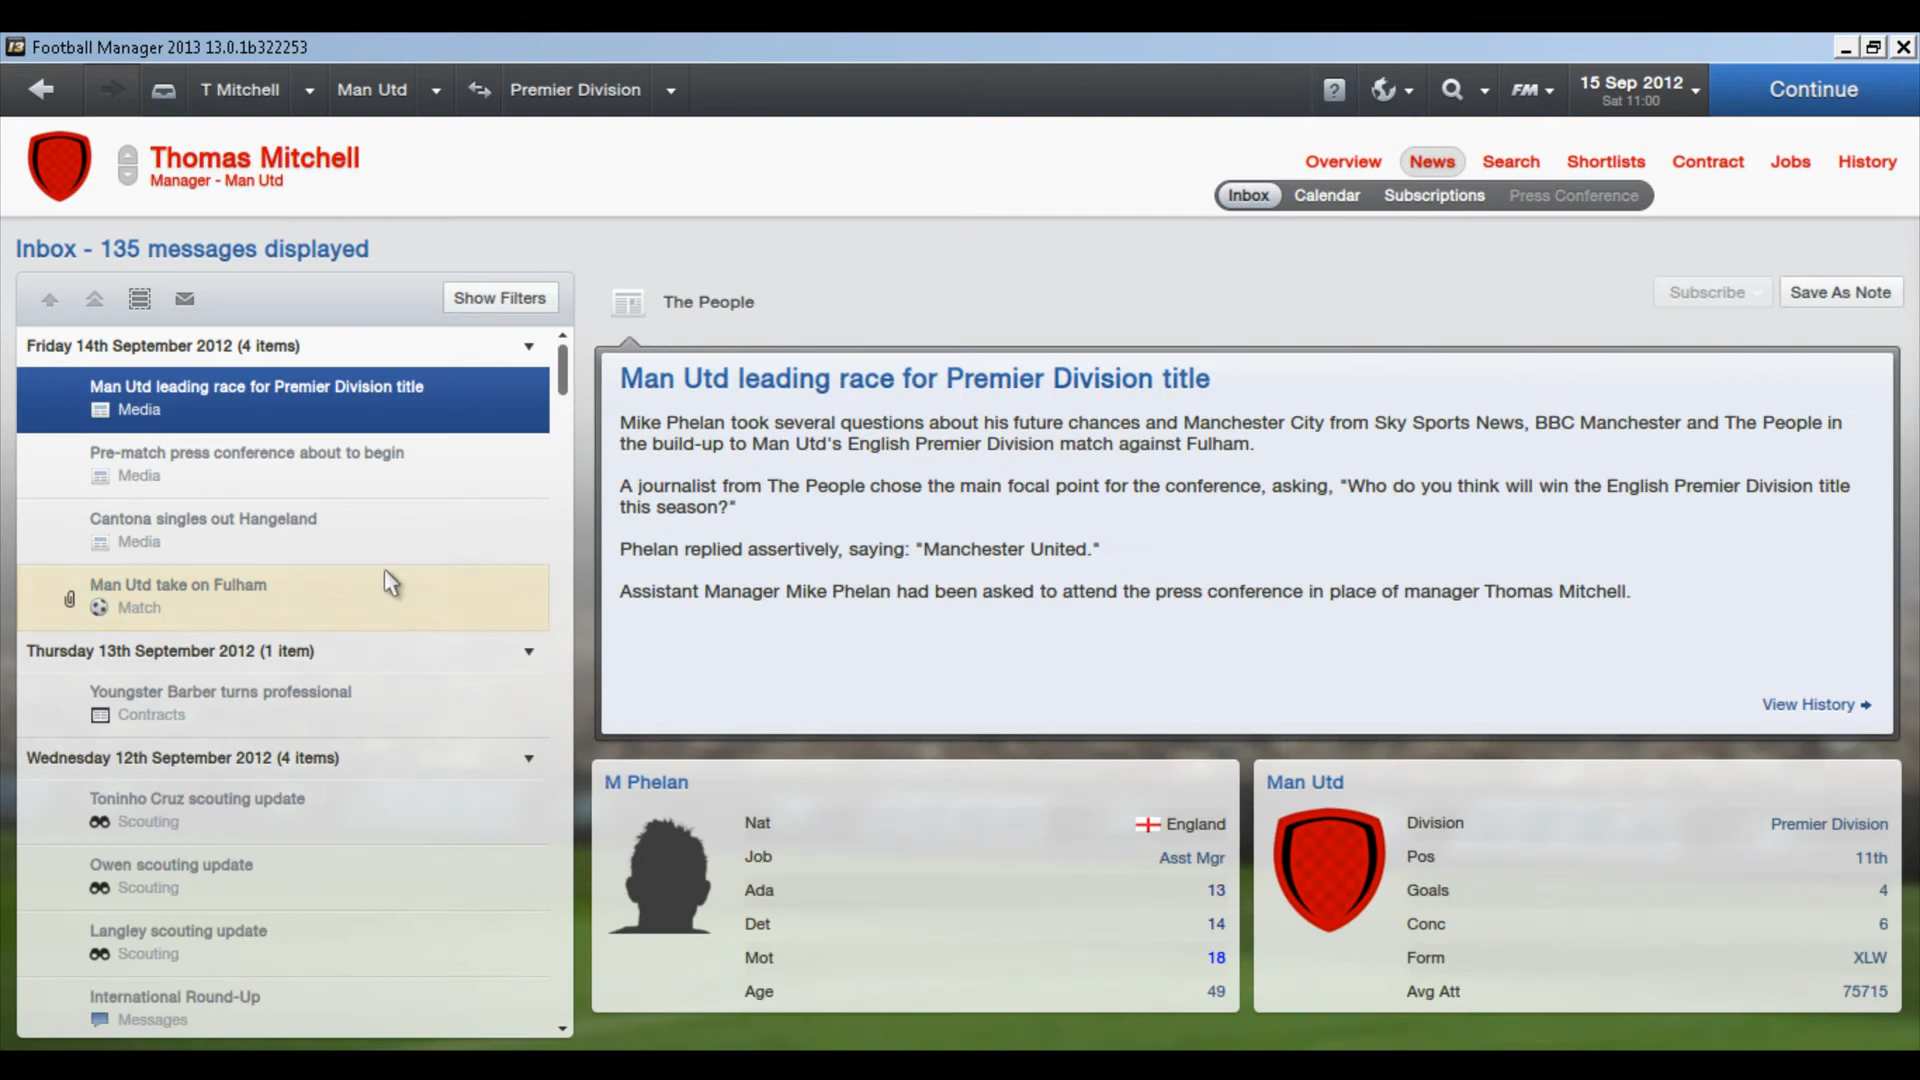 Football Manager 2013 13.0.1b322253
T Mitchell
Man Utd
Premier Division
?
FM
15 Sep 2012
Sat 11:00
Continue
Thomas Mitchell
Manager - Man Utd
Overview
News
Search
Shortlists
Contract
Jobs
History
Inbox
Calendar
Subscriptions
Press Conference
Inbox - 135 messages displayed
Show Filters
Friday 14th September 2012 (4 items)
Man Utd leading race for Premier Division title
Media
Pre-match press conference about to begin
Media
Cantona singles out Hangeland
Media
Man Utd take on Fulham
Match
Thursday 13th September 2012 (1 item)
Youngster Barber turns professional
Contracts
Wednesday 12th September 2012 (4 items)
Toninho Cruz scouting update
Scouting
Owen scouting update
Scouting
Langley scouting update
Scouting
International Round-Up
Messages
The People
Subscribe
Save As Note
Man Utd leading race for Premier Division title
Mike Phelan took several questions about his future chances and Manchester City from Sky Sports News, BBC Manchester and The People in
the build-up to Man Utd's English Premier Division match against Fulham.
A journalist from The People chose the main focal point for the conference, asking, "Who do you think will win the English Premier Division title
this season?"
Phelan replied assertively, saying: "Manchester United."
Assistant Manager Mike Phelan had been asked to attend the press conference in place of manager Thomas Mitchell.
View History
M Phelan
Nat England
Job Asst Mgr
Ada 13
Det 14
Mot 18
Age 49
Man Utd
Division Premier Division
Pos 11th
Goals 4
Conc 6
Form XLW
Avg Att 75715